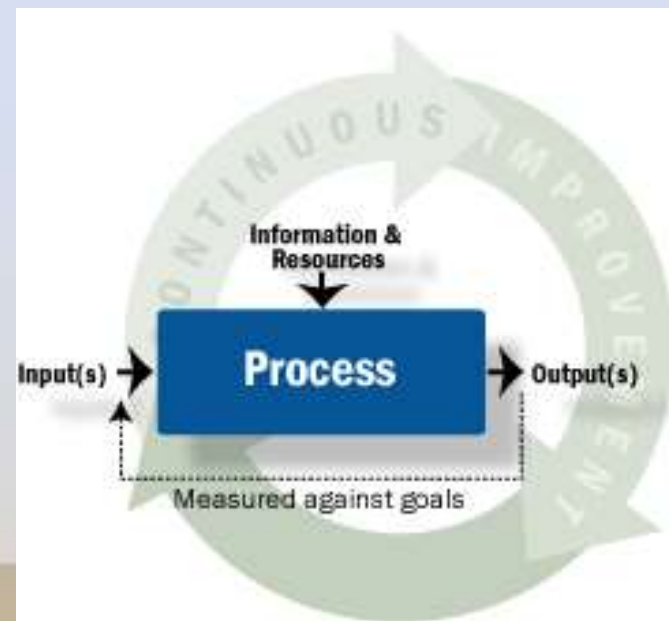 CONTINUOUS IMPROVEMENT
Information &
Resources
Input(s)
Process
Output(s)
Measured against goals